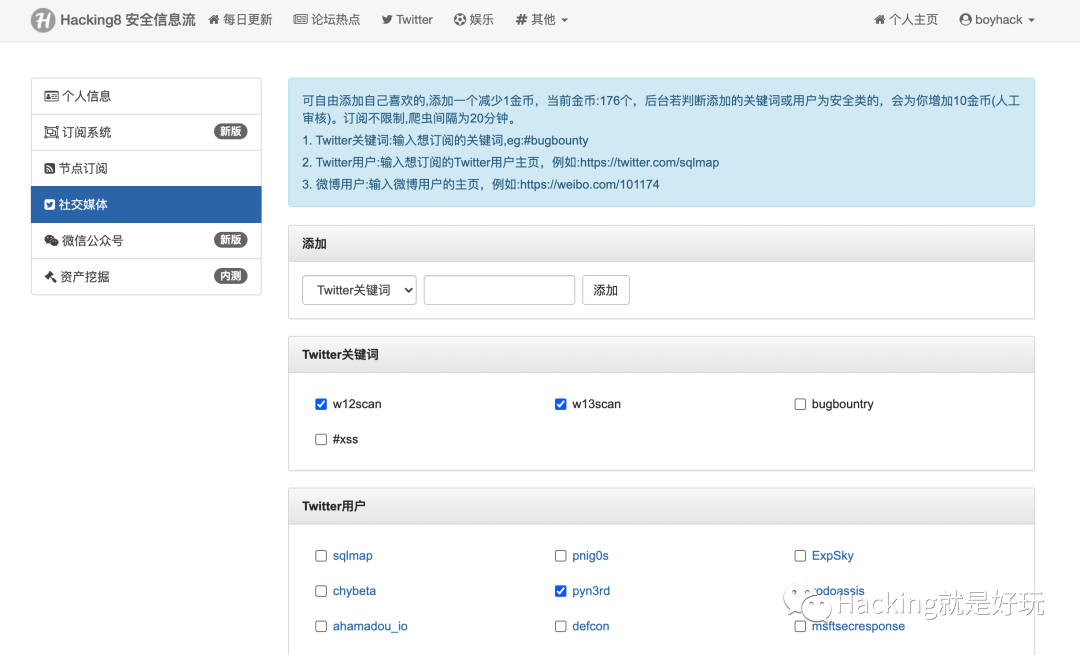 Hacking8 安全信息流 每日更新 论坛热点 Twitter 娱乐 # 其他 个人主页 boyhack
个人信息
订阅系统 新版
节点订阅
社交媒体
微信公众号 新版
资产挖掘 内测
可自由添加自己喜欢的,添加一个减少1金币，当前金币:176个，后台若判断添加的关键词或用户为安全类的，会为你增加10金币(人工
审核)。订阅不限制,爬虫间隔为20分钟。
1. Twitter关键词:输入想订阅的关键词,eg:#bugbounty
2. Twitter用户:输入想订阅的Twitter用户主页，例如:https://twitter.com/sqlmap
3. 微博用户:输入微博用户的主页，例如:https://weibo.com/101174
添加
Twitter关键词 添加
Twitter关键词
w12scan w13scan bugbountry
#xss
Twitter用户
sqlmap pnig0s ExpSky
chybeta pyn3rd
ahamadou_io defcon msftsecresponse
Hacking就是好玩